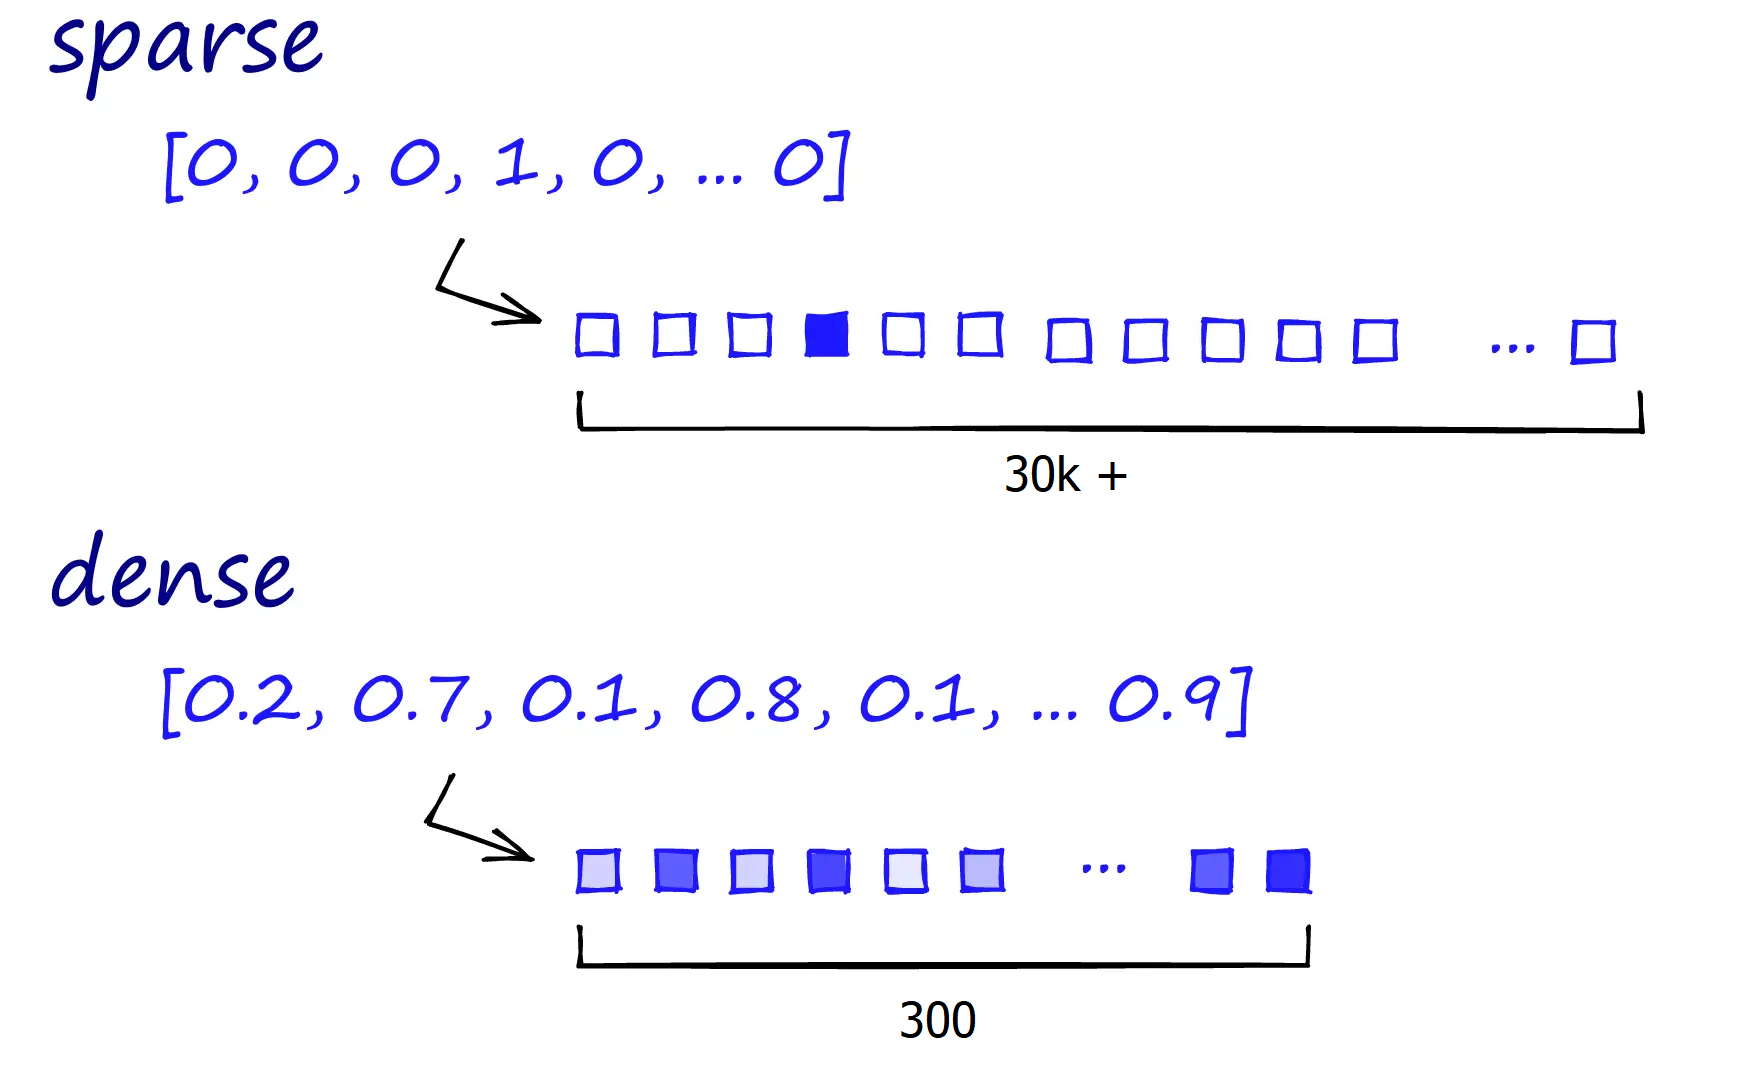 sparse
[0, 0, 0, 1, 0, ... 0]
...
30k +
dense
[0.2, 0.7, 0.1, 0.8, 0.1, ... 0.9]
...
300